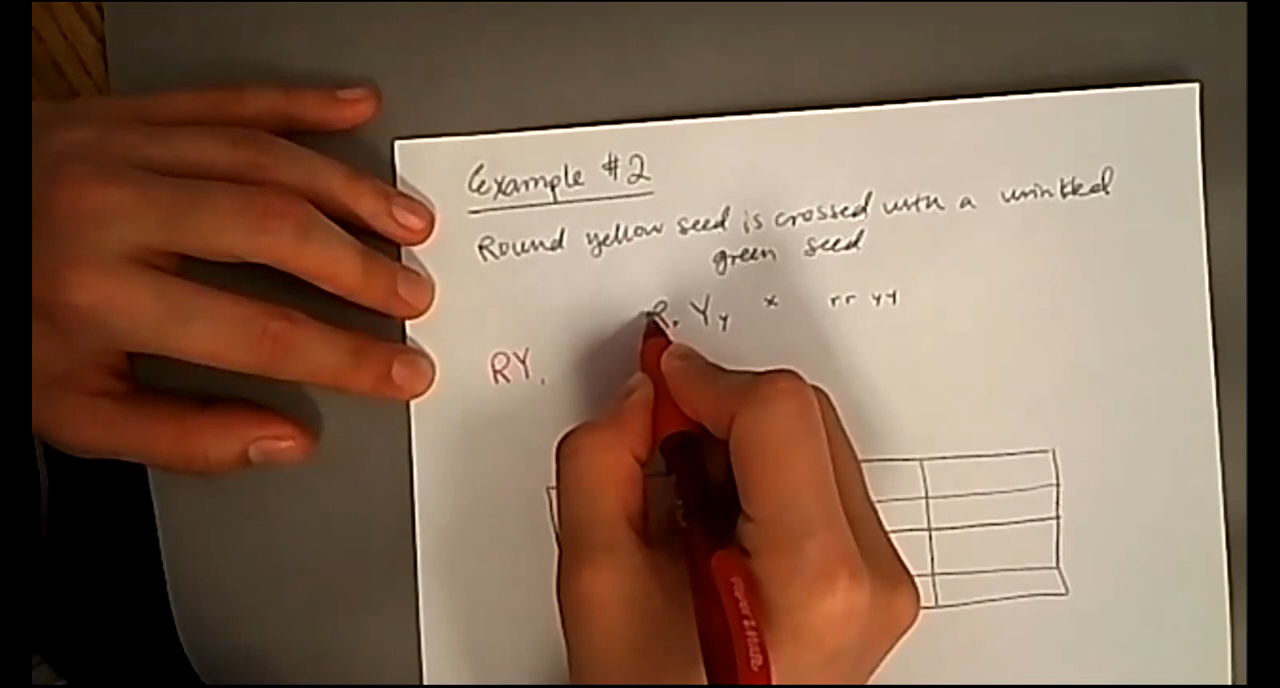 Example #2
Round yellow seed is crossed with a wrinkled
green seed
R. Yy × rr yy
RY,